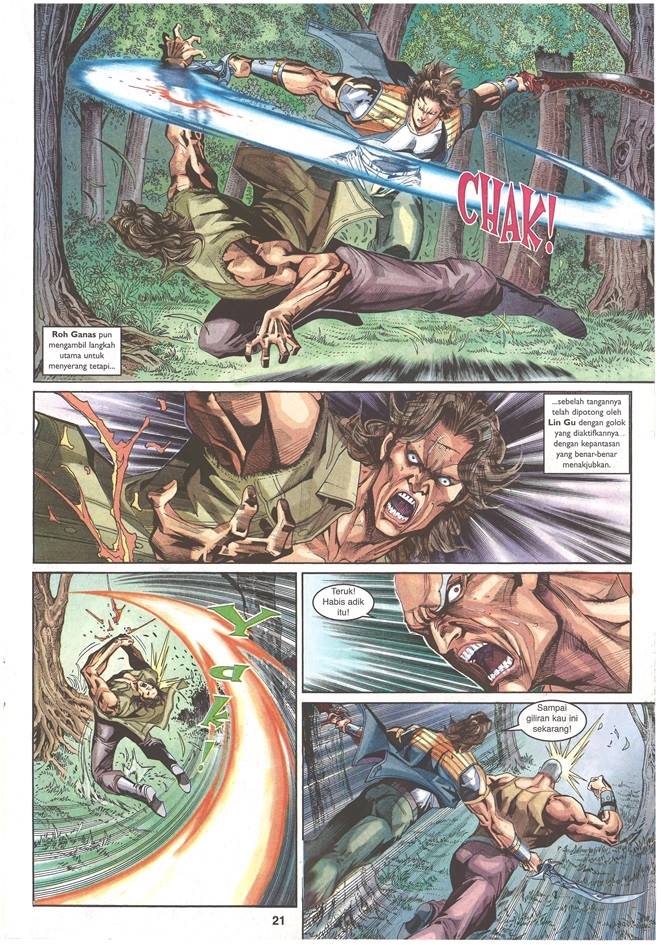 CHAK!
Roh Ganas pun
mengambil langkah
utama untuk
menyerang tetapi...
...sebelah tangannya
telah dipotong oleh
Lin Gu dengan golok
yang diaktifkannya
dengan kepantasan
yang benar-benar
menakjubkan.
Yak!
Teruk!
Habis adik
itu!
Sampai
giliran kau ini
sekarang!
21